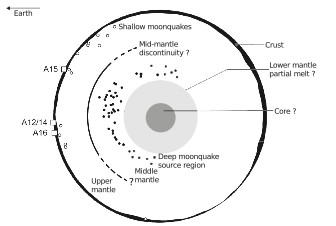 Earth
Shallow moonquakes
Mid-mantle
discontinuity ?
Crust
A15
Lower mantle
partial melt ?
Core ?
A12/14
A16
Deep moonquake
source region
Middle
mantle
Upper
mantle
?